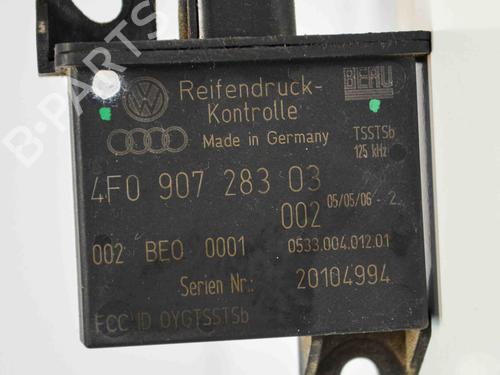 B-PARTS
Reifendruck-
Kontrolle
BERU
Made in Germany
TSSTSb
125 kHz
4F0 907 283 03
002
05/05/06 - 2
002 BE0 0001
0533.004.012.01
Serien Nr.:
20104994
FCC ID OYGTSSTSb